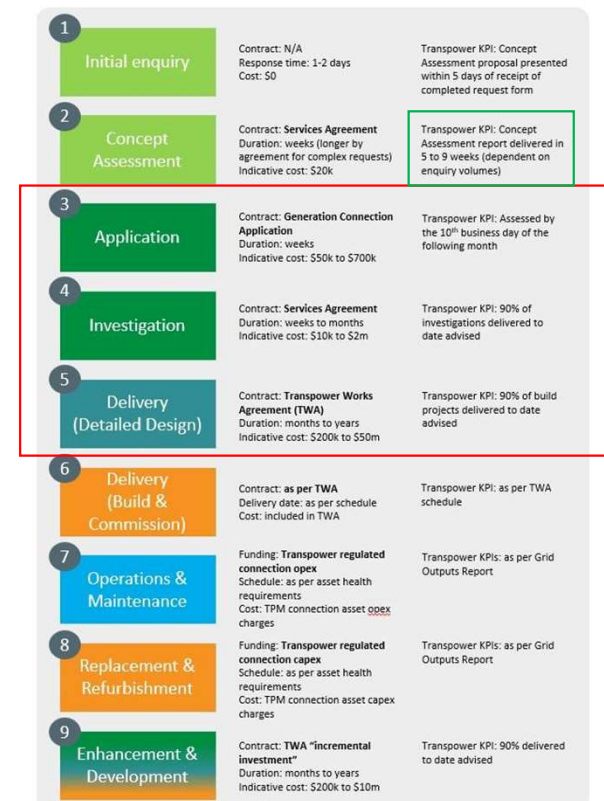 1
Initial enquiry
Contract: N/A
Response time: 1-2 days
Cost: $0
Transpower KPI: Concept
Assessment proposal presented
within 5 days of receipt of
completed request form
2
Concept
Assessment
Contract: Services Agreement
Duration: weeks (longer by
agreement for complex requests)
Indicative cost: $20k
Transpower KPI: Concept
Assessment report delivered in
5 to 9 weeks (dependent on
enquiry volumes)
3
Application
Contract: Generation Connection
Application
Duration: weeks
Indicative cost: $50k to $700k
Transpower KPI: Assessed by
the 10th business day of the
following month
4
Investigation
Contract: Services Agreement
Duration: weeks to months
Indicative cost: $10k to $2m
Transpower KPI: 90% of
investigations delivered to
date advised
5
Delivery
(Detailed Design)
Contract: Transpower Works
Agreement (TWA)
Duration: months to years
Indicative cost: $200k to $50m
Transpower KPI: 90% of build
projects delivered to date
advised
6
Delivery
(Build &
Commission)
Contract: as per TWA
Delivery date: as per schedule
Cost: included in TWA
Transpower KPI: as per TWA
schedule
7
Operations &
Maintenance
Funding: Transpower regulated
connection opex
Schedule: as per asset health
requirements
Cost: TPM connection asset opex
charges
Transpower KPIs: as per Grid
Outputs Report
8
Replacement &
Refurbishment
Funding: Transpower regulated
connection capex
Schedule: as per asset health
requirements
Cost: TPM connection asset capex
charges
Transpower KPIs: as per Grid
Outputs Report
9
Enhancement &
Development
Contract: TWA "incremental
investment"
Duration: months to years
Indicative cost: $200k to $10m
Transpower KPI: 90% delivered
to date advised